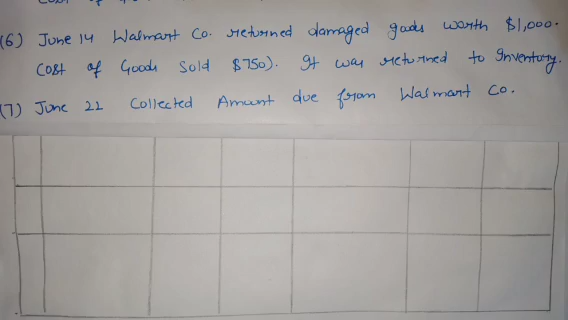 (6) June 14 Walmart Co. returned damaged goods worth $1,000.
Cost of Goods Sold $750). It was returned to Inventory.
(7) June 22 Collected Amount due from Walmart Co.